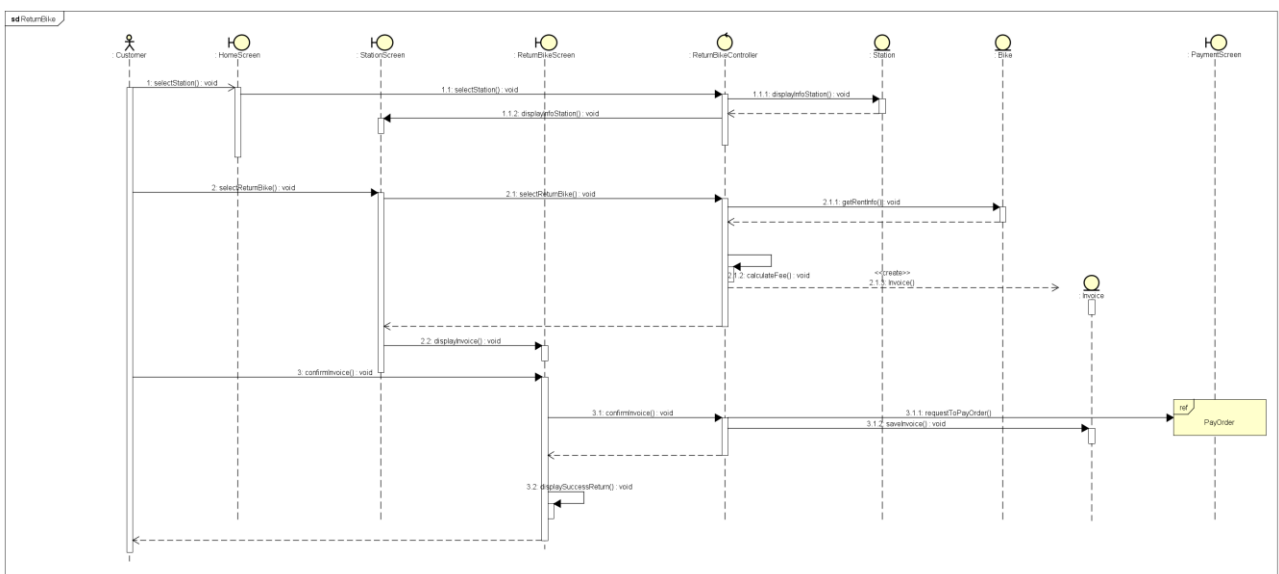 sd ReturnBike
: Customer
: HomeScreen
: StationScreen
: ReturnBikeScreen
: ReturnBikeController
: Station
: Bike
: PaymentScreen
1: selectStation() : void
1.1: selectStation() : void
1.1.1: displayInfoStation() : void
1.1.2: displayInfoStation() : void
2: selectReturnBike() : void
2.1: selectReturnBike() : void
2.1.1: getRentInfo() : void
2.1.2: calculateFee() : void
<<create>>
2.1.3: Invoice()
: Invoice
2.2: displayInvoice() : void
3: confirmInvoice() : void
3.1: confirmInvoice() : void
3.1.1: requestToPayOrder()
ref
PayOrder
3.1.2: saveInvoice() : void
3.2: displaySuccessReturn() : void